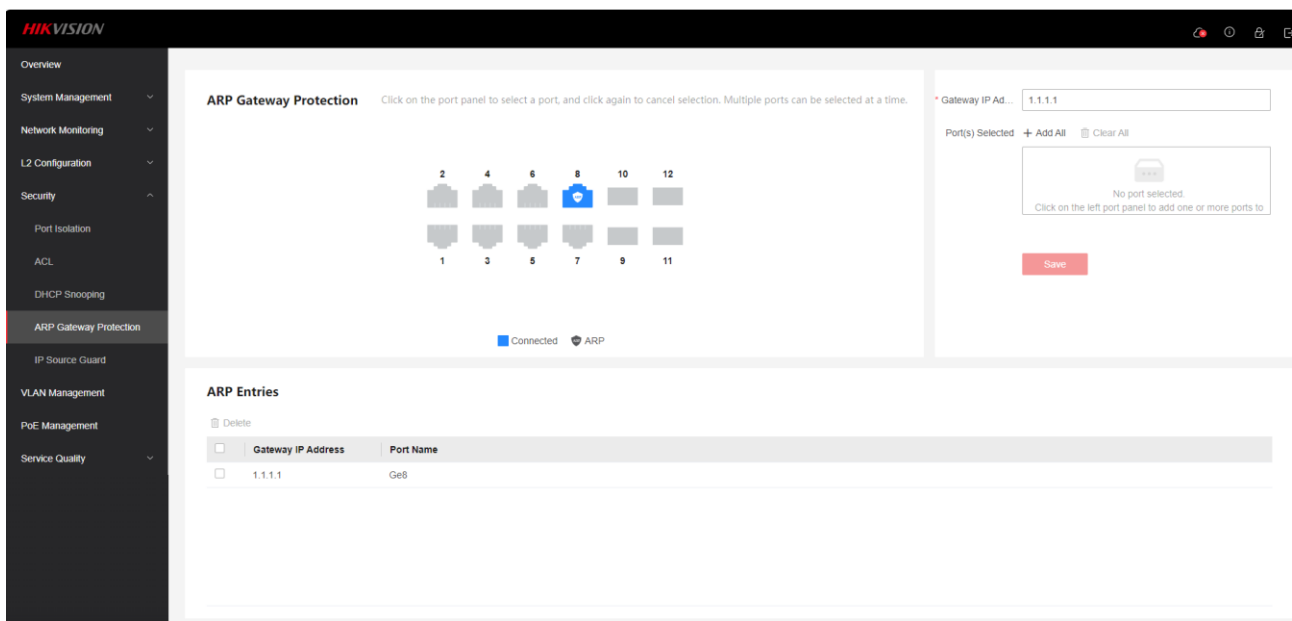 HIKVISION
Overview
System Management
Network Monitoring
L2 Configuration
Security
Port Isolation
ACL
DHCP Snooping
ARP Gateway Protection
IP Source Guard
VLAN Management
PoE Management
Service Quality
ARP Gateway Protection Click on the port panel to select a port, and click again to cancel selection. Multiple ports can be selected at a time.
2 4 6 8 10 12
1 3 5 7 9 11
Connected ARP
* Gateway IP Ad... 1.1.1.1
Port(s) Selected + Add All Clear All
No port selected.
Click on the left port panel to add one or more ports to
Save
ARP Entries
Delete
Gateway IP Address Port Name
1.1.1.1 Ge8